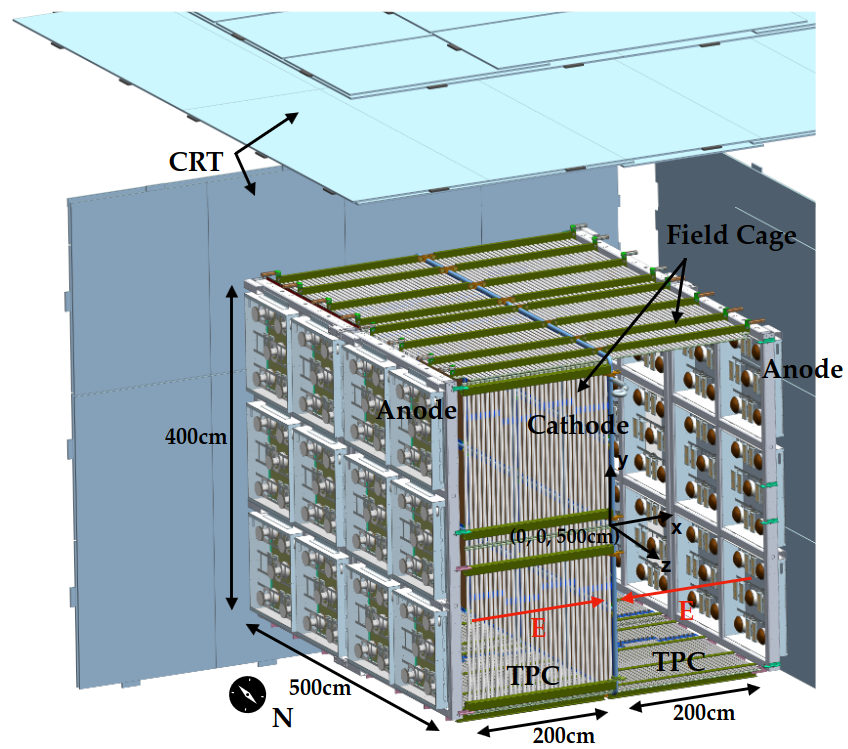 CRT
Field Cage
Anode
Anode
Cathode
400cm
y
(0, 0, 500cm)
x
z
E
E
TPC
TPC
500cm
N
200cm
200cm